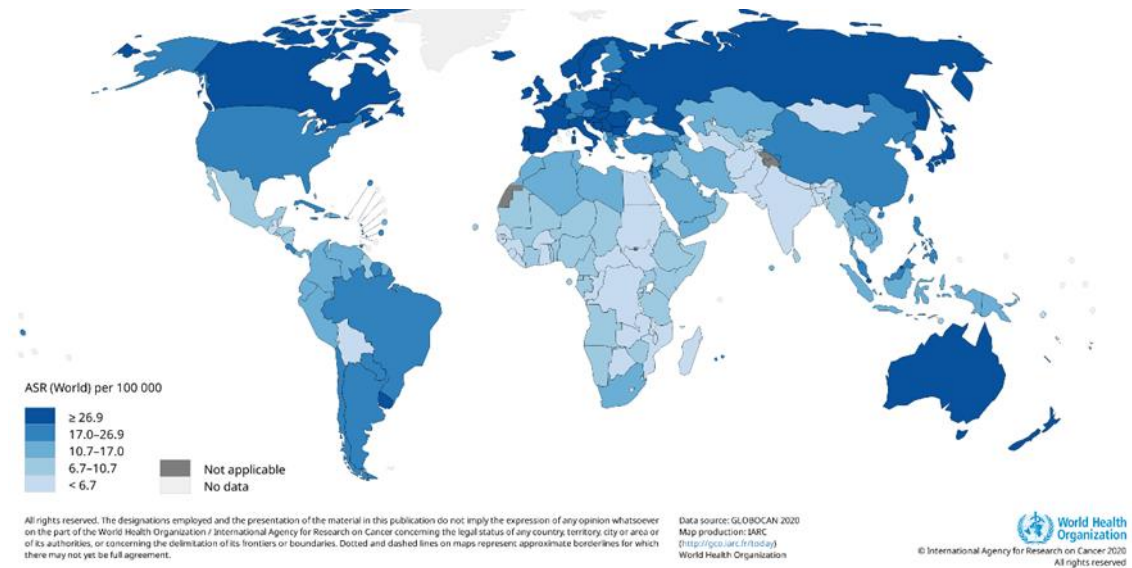 ASR (World) per 100 000
≥ 26.9
17.0–26.9
10.7–17.0
6.7–10.7
< 6.7
Not applicable
No data
All rights reserved. The designations employed and the presentation of the material in this publication do not imply the expression of any opinion whatsoever
on the part of the World Health Organization / International Agency for Research on Cancer concerning the legal status of any country, territory, city or area or
of its authorities, or concerning the delimitation of its frontiers or boundaries. Dotted and dashed lines on maps represent approximate borderlines for which
there may not yet be full agreement.
Data source: GLOBOCAN 2020
Map production: IARC
(http://gco.iarc.fr/today)
World Health Organization
World Health
Organization
© International Agency for Research on Cancer 2020
All rights reserved